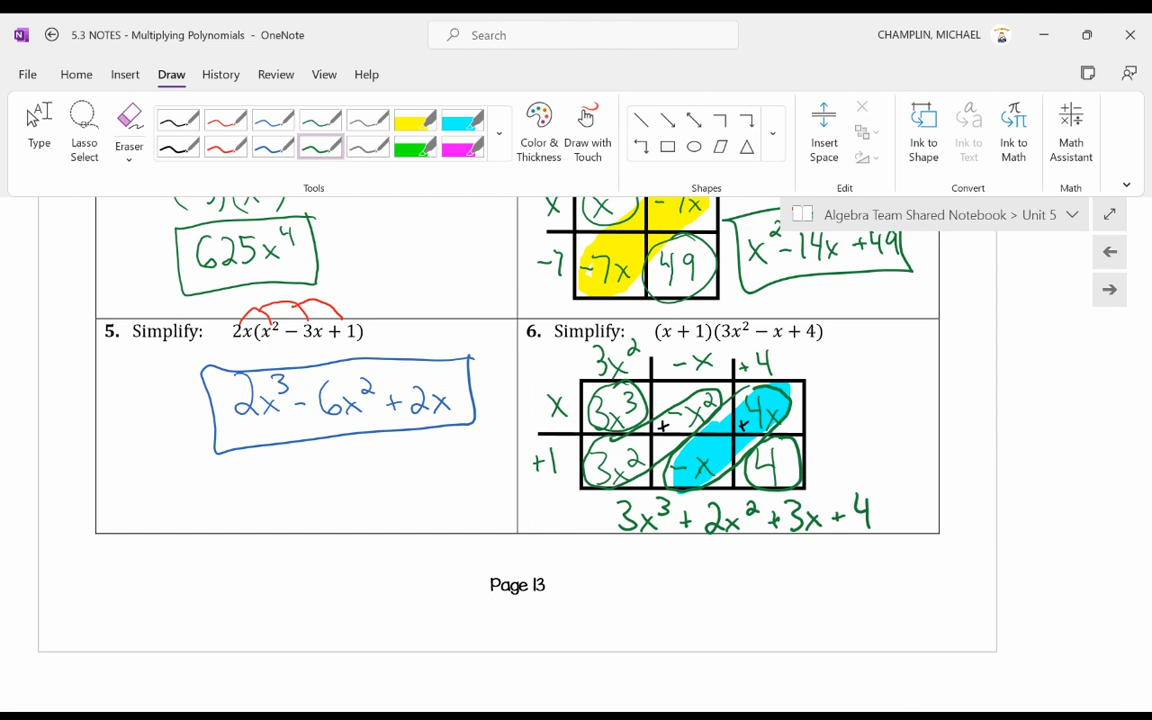 5.3 NOTES - Multiplying Polynomials - OneNote
Search
CHAMPLIN, MICHAEL
File Home Insert Draw History Review View Help
Type
Lasso Select
Eraser
Color & Thickness
Draw with Touch
Insert Space
Ink to Shape
Ink to Text
Ink to Math
Math Assistant
Tools
Shapes
Edit
Convert
Math
Algebra Team Shared Notebook > Unit 5
625x⁴
x -7x
-7 -7x 49
x² - 14x + 49
5. Simplify: 2x(x² − 3x + 1)
2x³ - 6x² + 2x
6. Simplify: (x + 1)(3x² − x + 4)
3x² -x +4
x 3x³ -x² 4x
+ +
+1 3x² -x 4
3x³ + 2x² + 3x + 4
Page 13